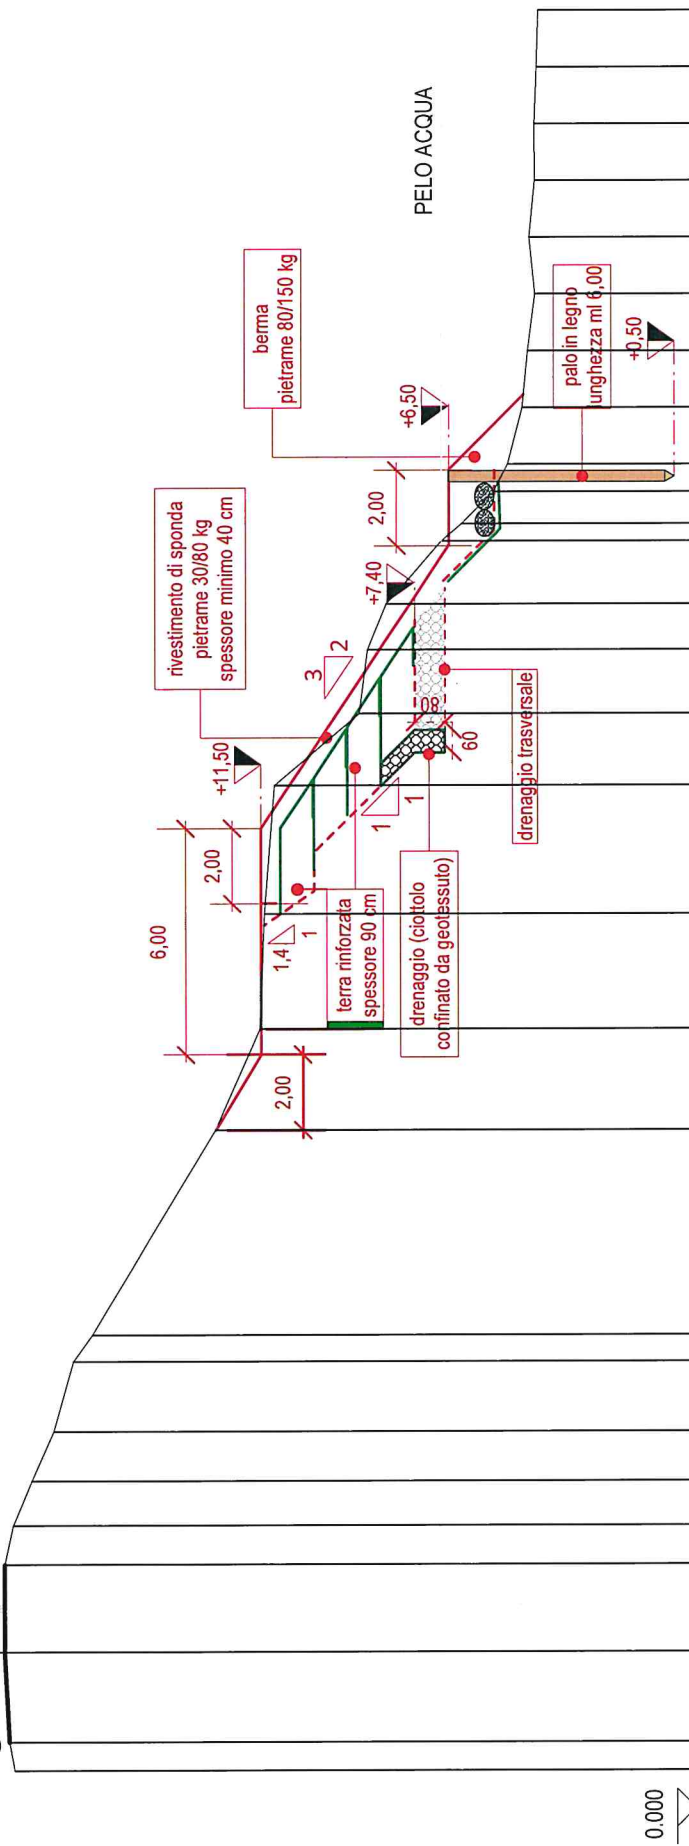 PELO ACQUA
berma
pietrame 80/150 kg
palo in legno
lunghezza ml 6,00
+0,50
+6,50
2,00
rivestimento di sponda
pietrame 30/80 kg
spessore minimo 40 cm
+7,40
3
2
80
60
drenaggio trasversale
+11,50
1
1
2,00
6,00
drenaggio (ciottolo
confinato da geotessuto)
terra rinforzata
spessore 90 cm
1,4
1
2,00
0.000